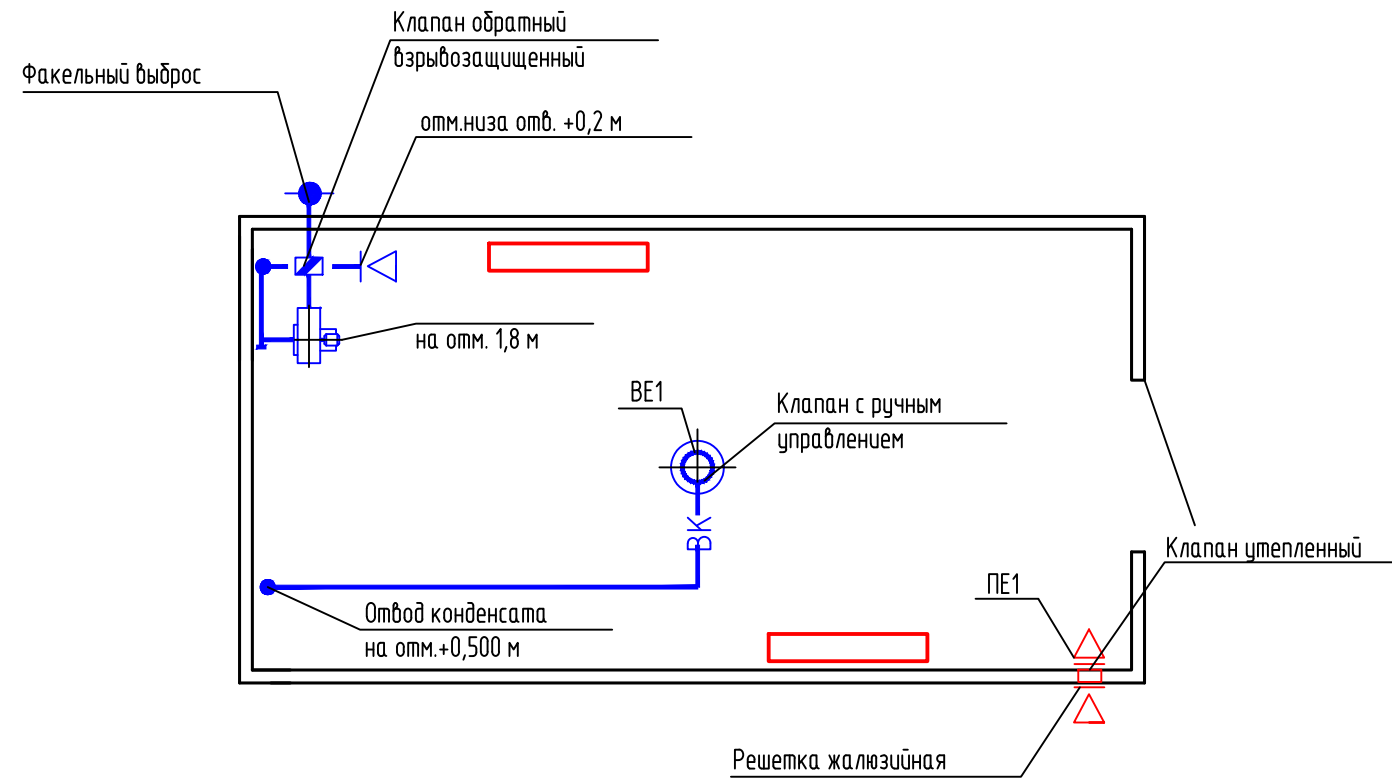 Клапан обратный
взрывозащищенный
Факельный выброс
отм.низа отв. +0,2 м
на отм. 1,8 м
ВЕ1
Клапан с ручным
управлением
ВК
Клапан утепленный
ПЕ1
Отвод конденсата
на отм.+0,500 м
Решетка жалюзийная